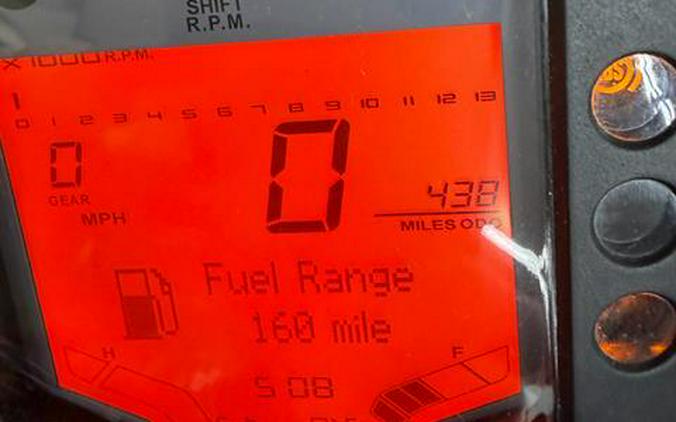 SHIFT
R.P.M.
X 1000 R.P.M.
0 1 2 3 4 5 6 7 8 9 10 11 12 13
0
GEAR
MPH
0
438
MILES ODO
Fuel Range
160 mile
H
F
5 08